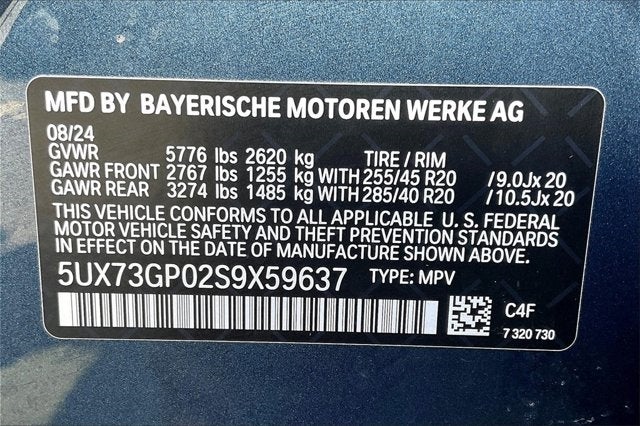 MFD BY BAYERISCHE MOTOREN WERKE AG
08/24
GVWR 5776 lbs 2620 kg TIRE / RIM
GAWR FRONT 2767 lbs 1255 kg WITH 255/45 R20 /9.0Jx 20
GAWR REAR 3274 lbs 1485 kg WITH 285/40 R20 /10.5Jx 20
THIS VEHICLE CONFORMS TO ALL APPLICABLE U. S. FEDERAL
MOTOR VEHICLE SAFETY AND THEFT PREVENTION STANDARDS
IN EFFECT ON THE DATE OF MANUFACTURE SHOWN ABOVE.
5UX73GP02S9X59637 TYPE: MPV
C4F
7 320 730